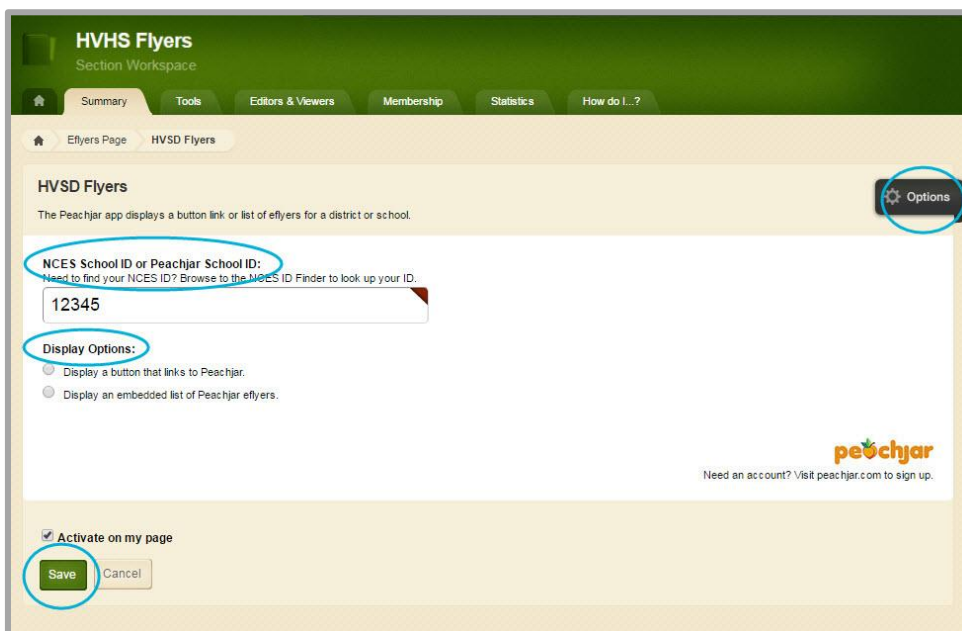 HVHS Flyers
Section Workspace
Summary Tools Editors & Viewers Membership Statistics How do I...?
Eflyers Page HVSD Flyers
HVSD Flyers
Options
The Peachjar app displays a button link or list of eflyers for a district or school.
NCES School ID or Peachjar School ID:
Need to find your NCES ID? Browse to the NCES ID Finder to look up your ID.
12345
Display Options:
Display a button that links to Peachjar.
Display an embedded list of Peachjar eflyers.
peachjar
Need an account? Visit peachjar.com to sign up.
Activate on my page
Save Cancel